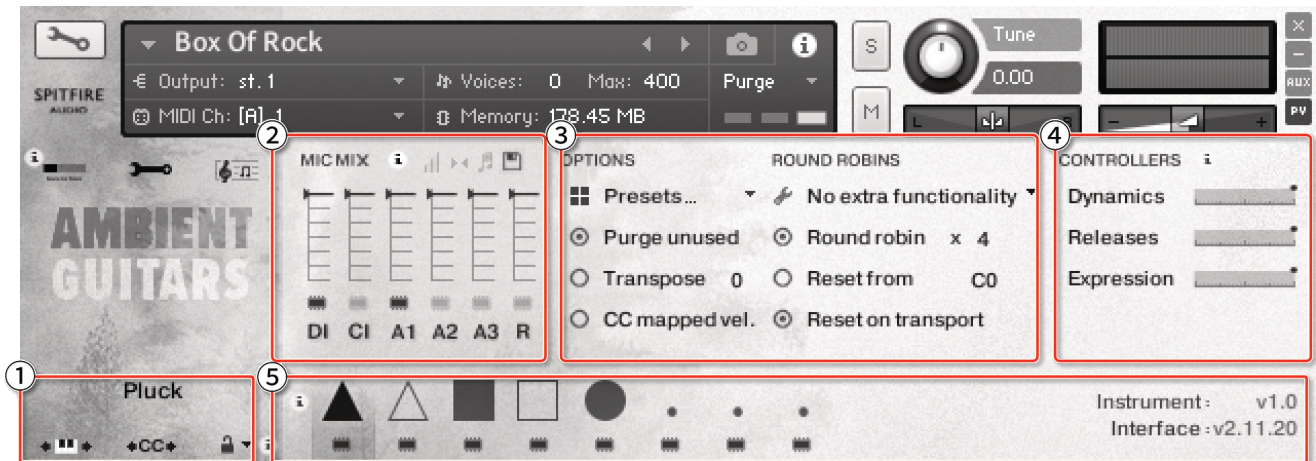 Box Of Rock
S
Tune
Output: st.1
Voices: 0 Max: 400
Purge
0.00
AUX
SPITFIRE
AUDIO
MIDI Ch: [A] 1
Memory: 178.45 MB
M
L
R
PV
1
2
3
4
5
MIC MIX
OPTIONS
ROUND ROBINS
CONTROLLERS
Presets...
No extra functionality
Dynamics
AMBIENT
GUITARS
Purge unused
Round robin x 4
Releases
Transpose 0
Reset from C0
Expression
CC mapped vel.
Reset on transport
DI CI A1 A2 A3 R
Pluck
CC
Instrument: v1.0
Interface: v2.11.20